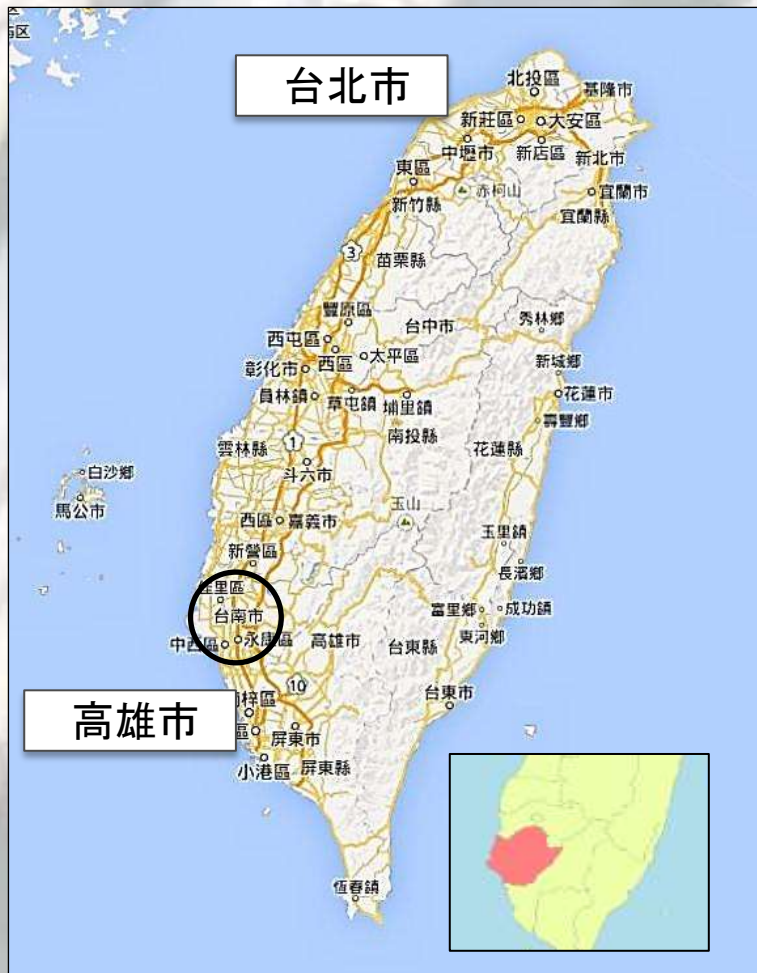 区
台北市
北投區
基隆市
新莊區
大安區
中壢市
新店區
新北市
東區
赤柯山
宜蘭市
新竹縣
宜蘭縣
3
苗栗縣
豐原區
台中市
秀林鄉
西屯區
西區
太平區
新城鄉
彰化市
員林鎮
草屯鎮
埔里鎮
花蓮市
壽豐鄉
雲林縣
1
南投縣
花蓮縣
斗六市
白沙鄉
馬公市
玉山
西區
嘉義市
玉里鎮
新營區
長濱鄉
里區
台南市
富里鄉
成功鎮
中西區
永康區
高雄市
台東縣
東河鄉
10
台東市
梓區
高雄市
區
屏東市
小港區
屏東縣
恆春鎮